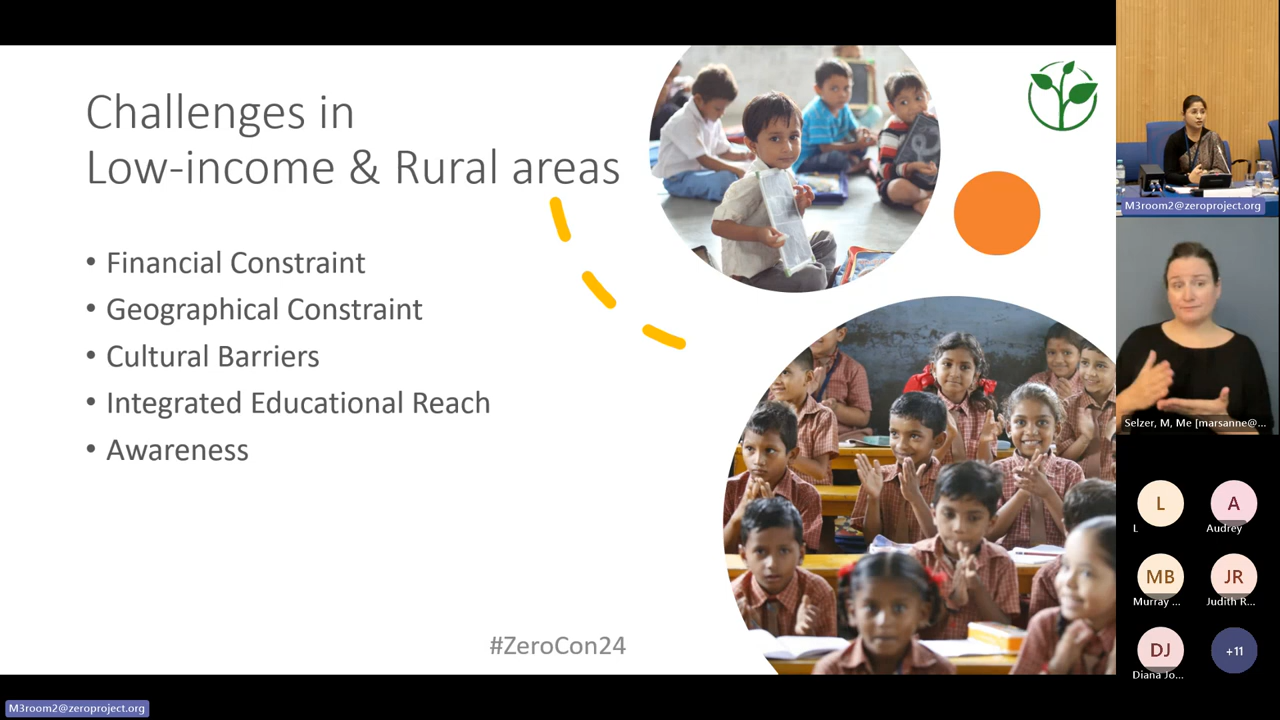 Challenges in
Low-income & Rural areas
• Financial Constraint
• Geographical Constraint
• Cultural Barriers
• Integrated Educational Reach
• Awareness
#ZeroCon24
M3room2@zeroproject.org
M3room2@zeroproject.org
Selzer, M, Me [marsanne@...
L
L
A
Audrey
MB
Murray ...
JR
Judith R...
DJ
Diana Jo...
+11